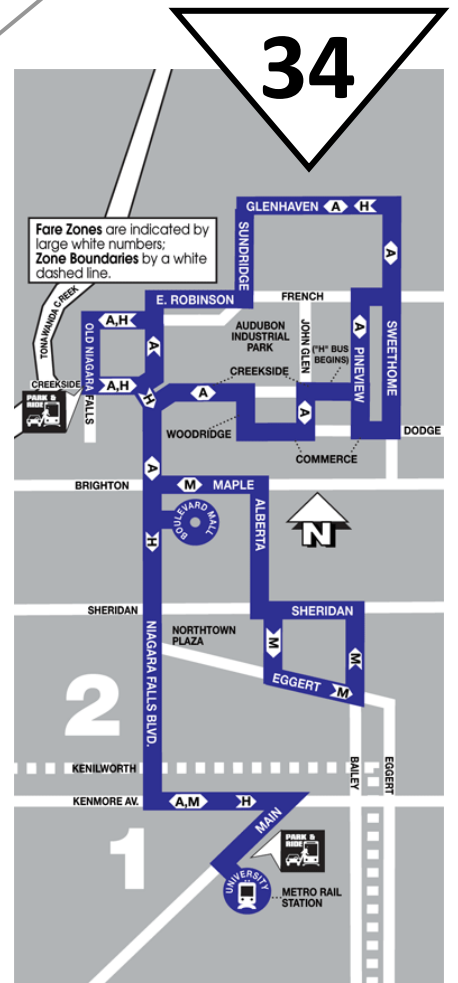 34
GLENHAVEN A H
Fare Zones are indicated by
large white numbers;
Zone Boundaries by a white
dashed line.
SUNDRIDGE
A
TONAWANDA CREEK
E. ROBINSON
FRENCH
OLD NIAGARA
FALLS
A,H
A
AUDUBON
INDUSTRIAL
PARK
JOHN GLEN
("H" BUS
BEGINS)
A
PINEVIEW
SWEETHOME
CREEKSIDE
CREEKSIDE
A,H
H
A
PARK &
RIDE
A
WOODRIDGE
DODGE
COMMERCE
A
BRIGHTON
M
MAPLE
BOULEVARD MALL
ALBERTA
N
H
SHERIDAN
SHERIDAN
NORTHTOWN
PLAZA
NIAGARA FALLS BLVD.
M
M
EGGERT
M
2
KENILWORTH
BAILEY
EGGERT
KENMORE AV.
A,M
H
1
MAIN
PARK &
RIDE
UNIVERSITY
METRO RAIL
STATION